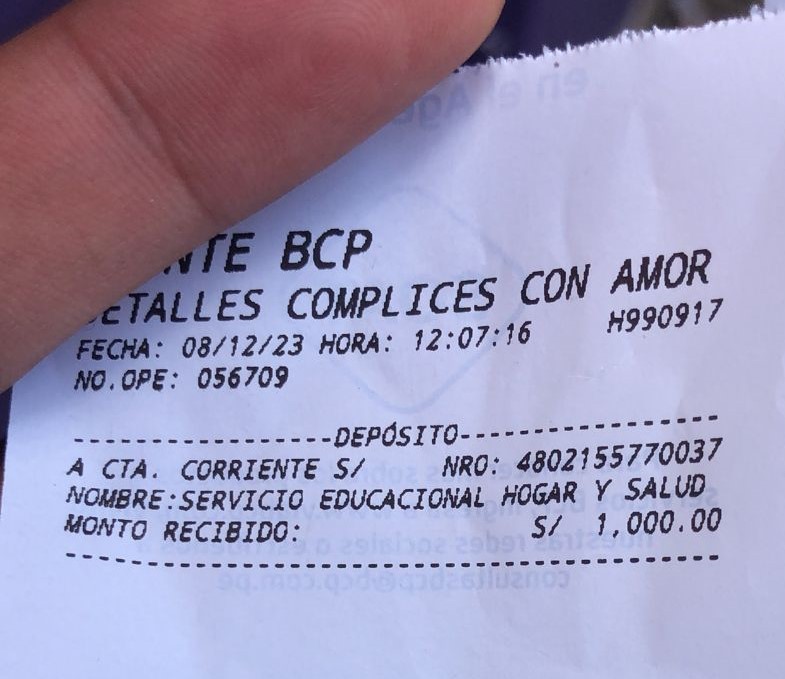 NTE BCP
DETALLES COMPLICES CON AMOR
FECHA: 08/12/23 HORA: 12:07:16 H990917
NO.OPE: 056709
------------------DEPÓSITO------------------
A CTA. CORRIENTE S/ NRO: 4802155770037
NOMBRE:SERVICIO EDUCACIONAL HOGAR Y SALUD
MONTO RECIBIDO: S/ 1,000.00